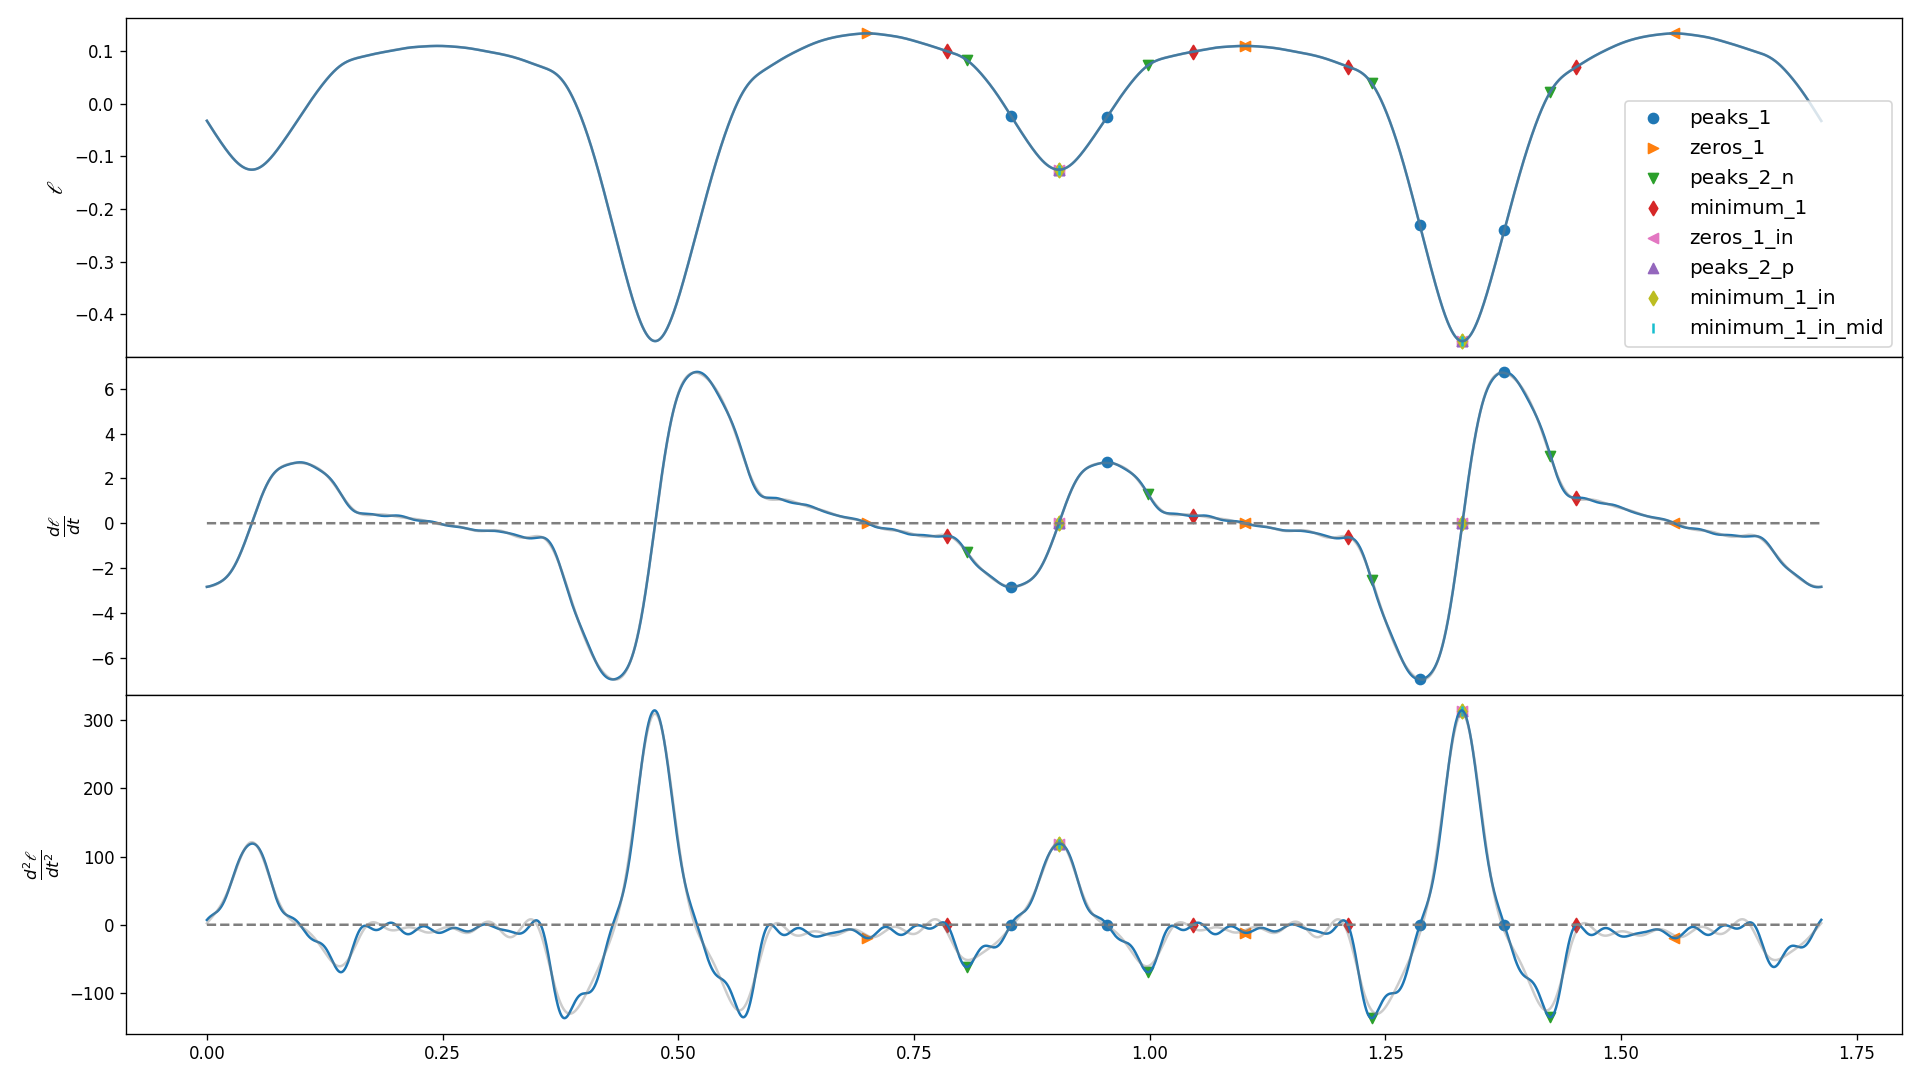 0.1
0.0
−0.1
−0.2
−0.3
−0.4
ℓ
peaks_1
zeros_1
peaks_2_n
minimum_1
zeros_1_in
peaks_2_p
minimum_1_in
minimum_1_in_mid
6
4
2
0
−2
−4
−6
dℓ
dt
300
200
100
0
−100
d²ℓ
dt²
0.00 0.25 0.50 0.75 1.00 1.25 1.50 1.75